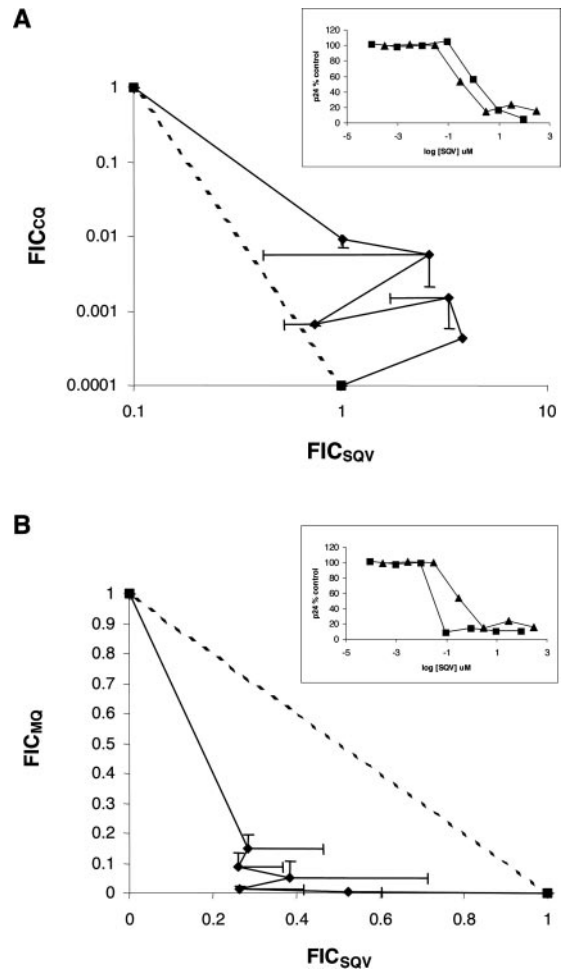 A
120
100
80
60
40
20
0
p24 % control
-5 -3 -1 1 3
log [SQV] uM
1
0.1
0.01
0.001
0.0001
FICCQ
0.1 1 10
FICSQV
B
120
100
80
60
40
20
0
p24 % control
-5 -3 -1 1 3
log [SQV] uM
1
0.9
0.8
0.7
0.6
0.5
0.4
0.3
0.2
0.1
0
FICMQ
0 0.2 0.4 0.6 0.8 1
FICSQV